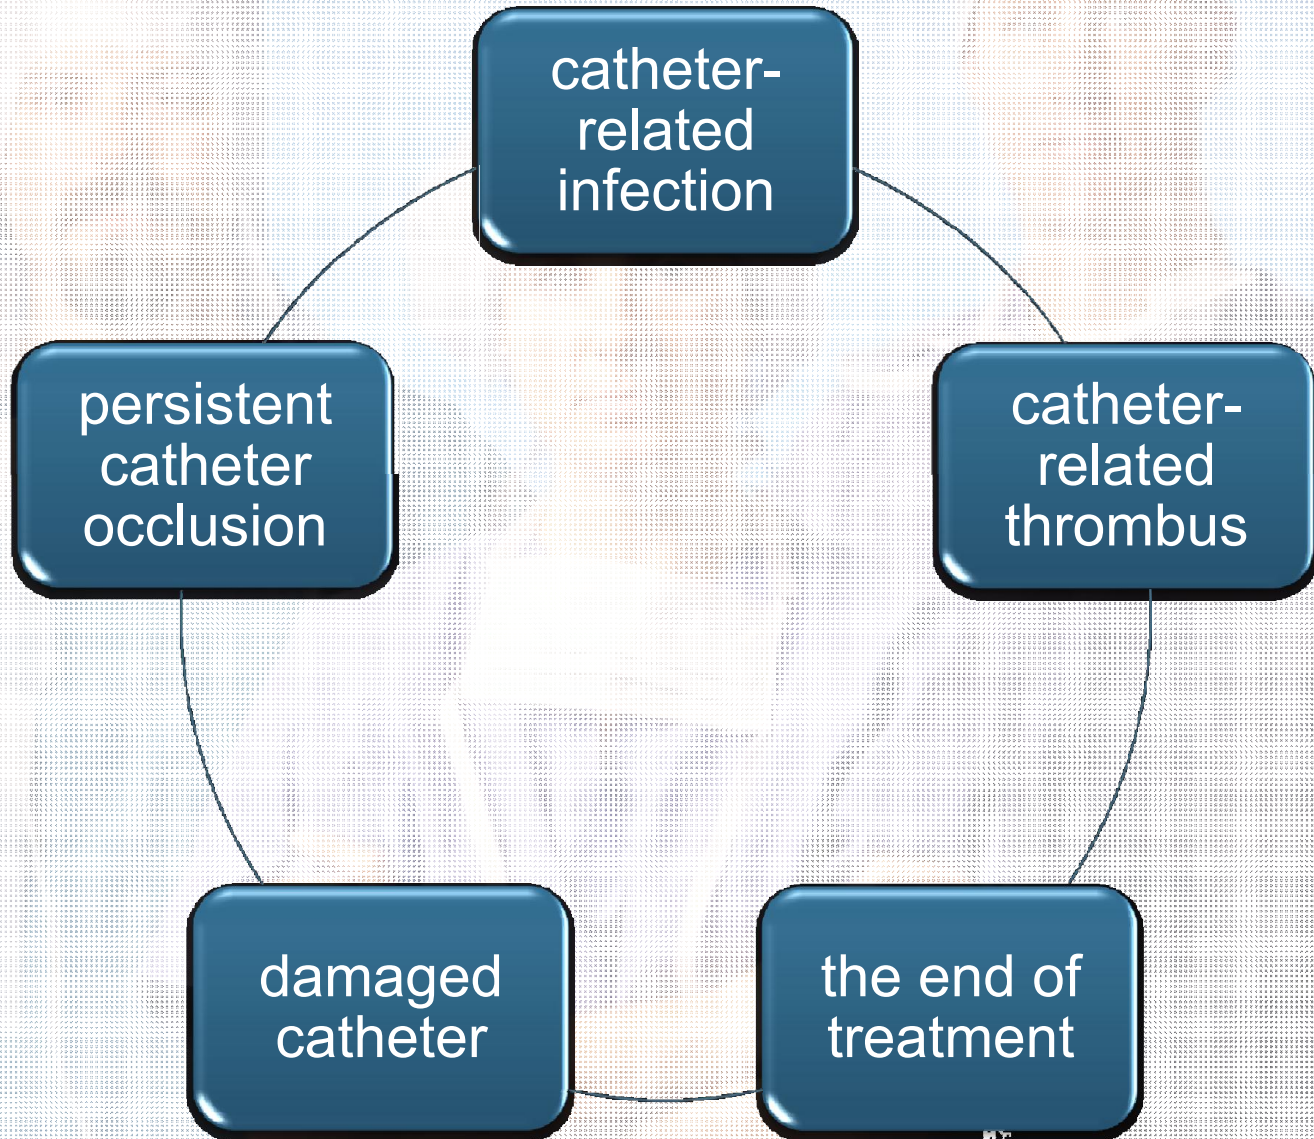 catheter-
related
infection
persistent
catheter
occlusion
catheter-
related
thrombus
damaged
catheter
the end of
treatment